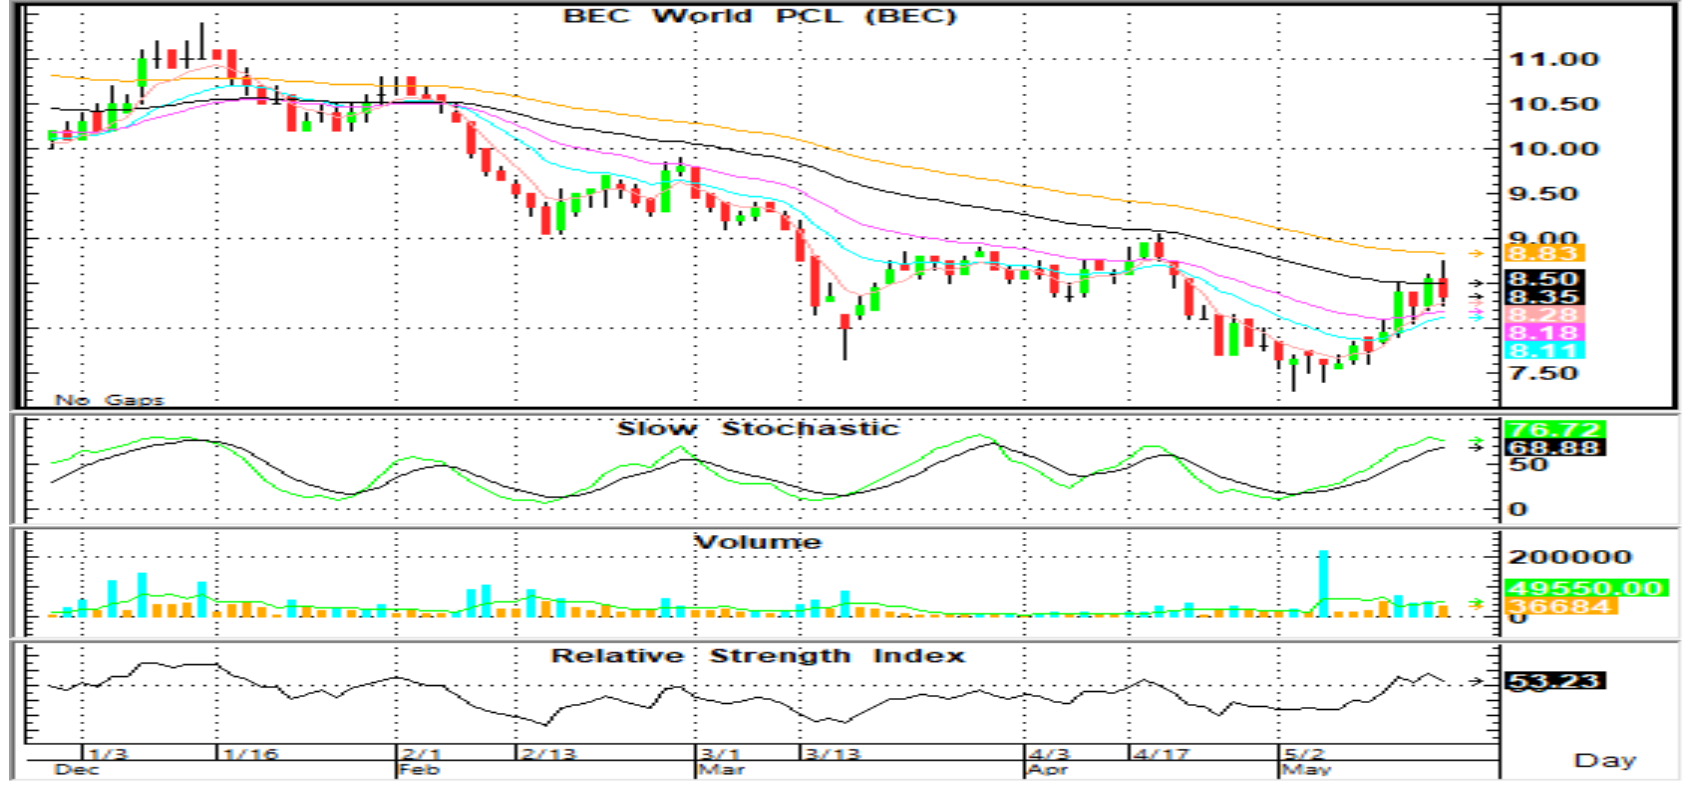 BEC World PCL (BEC)
11.00
10.50
10.00
9.50
9.00
8.83
8.50
8.35
8.28
8.18
8.11
7.50
No Gaps
Slow Stochastic
76.72
68.88
50
0
Volume
200000
49550.00
36684
0
Relative Strength Index
53.23
1/3 1/16 2/1 2/13 3/1 3/13 4/3 4/17 5/2
Dec Feb Mar Apr May
Day